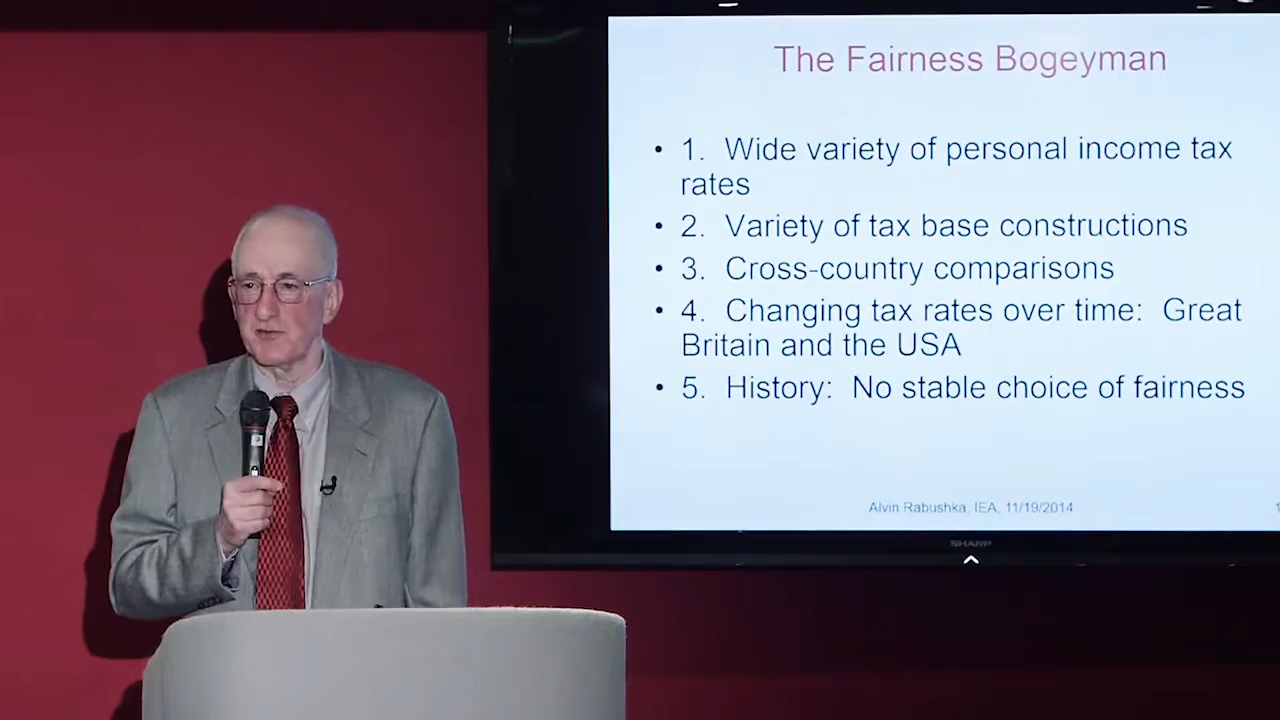 The Fairness Bogeyman
• 1. Wide variety of personal income tax
rates
• 2. Variety of tax base constructions
• 3. Cross-country comparisons
• 4. Changing tax rates over time: Great
Britain and the USA
• 5. History: No stable choice of fairness
Alvin Rabushka, IEA, 11/19/2014
SHARP